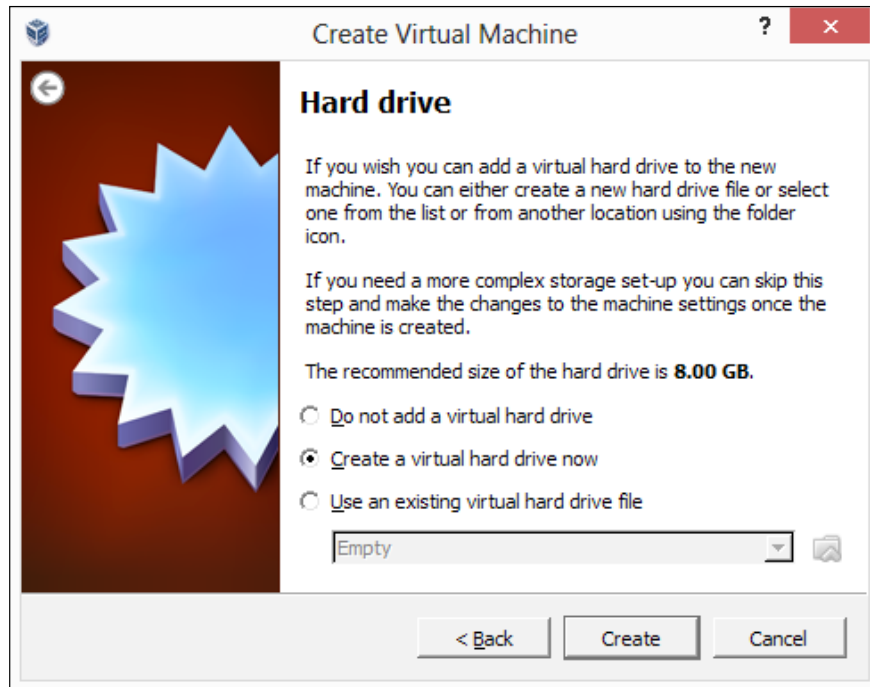 Create Virtual Machine
?
Hard drive
If you wish you can add a virtual hard drive to the new
machine. You can either create a new hard drive file or select
one from the list or from another location using the folder
icon.
If you need a more complex storage set-up you can skip this
step and make the changes to the machine settings once the
machine is created.
The recommended size of the hard drive is 8.00 GB.
Do not add a virtual hard drive
Create a virtual hard drive now
Use an existing virtual hard drive file
Empty
< Back
Create
Cancel